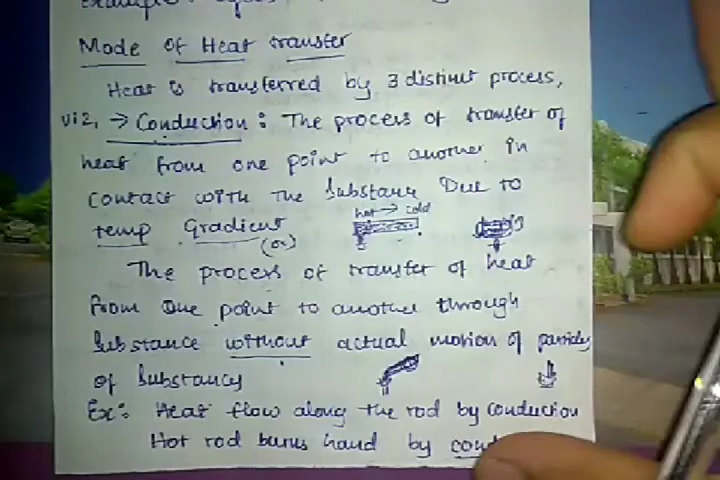 Mode of Heat transfer
Heat is transferred by 3 distinct process,
viz, → Conduction : The process of transfer of
heat from one point to another in
contact with the substance Due to
hot → cold
temp Gradient
(or)
The process of transfer of heat
from one point to another through
substance without actual motion of particles
of substances
Ex: Heat flow along the rod by conduction
Hot rod burns hand by